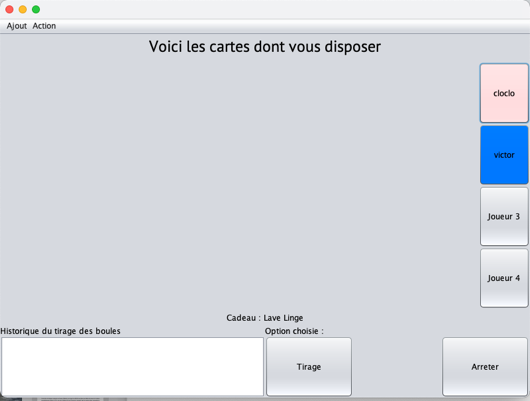 Ajout Action
Voici les cartes dont vous disposer
cloclo
victor
Joueur 3
Joueur 4
Cadeau : Lave Linge
Historique du tirage des boules
Option choisie :
Tirage
Arreter